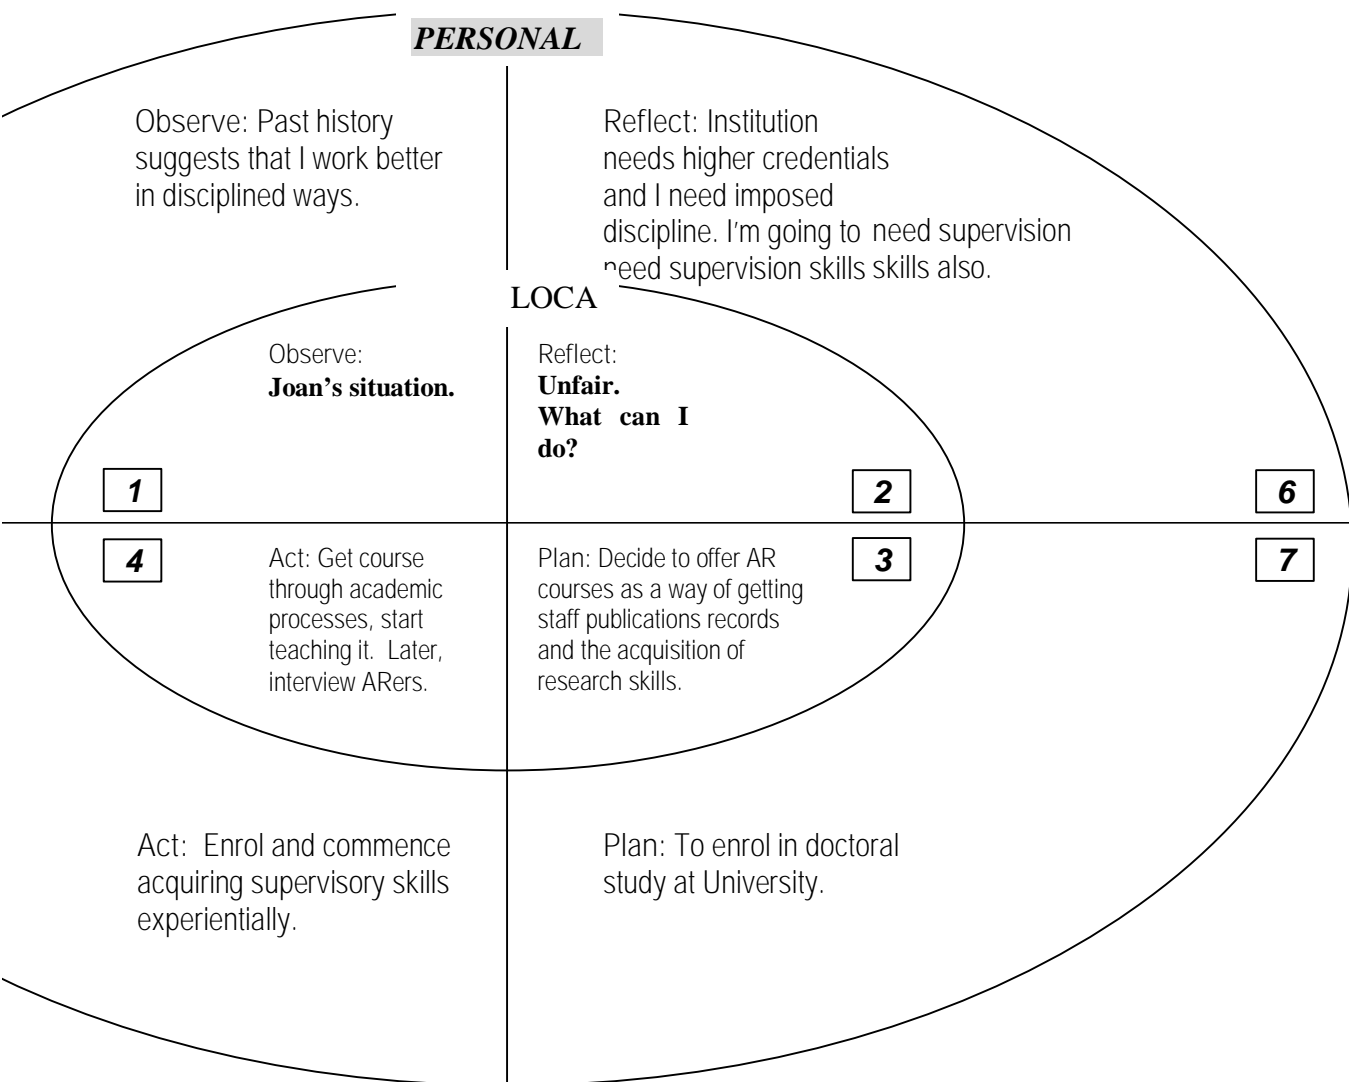 PERSONAL
Observe: Past history
suggests that I work better
in disciplined ways.
Reflect: Institution
needs higher credentials
and I need imposed
discipline. I'm going to need supervision
need supervision skills skills also.
LOCA
Observe:
Joan's situation.
Reflect:
Unfair.
What can I
do?
1
2
6
4
Act: Get course
through academic
processes, start
teaching it. Later,
interview ARers.
Plan: Decide to offer AR
courses as a way of getting
staff publications records
and the acquisition of
research skills.
3
7
Act: Enrol and commence
acquiring supervisory skills
experientially.
Plan: To enrol in doctoral
study at University.